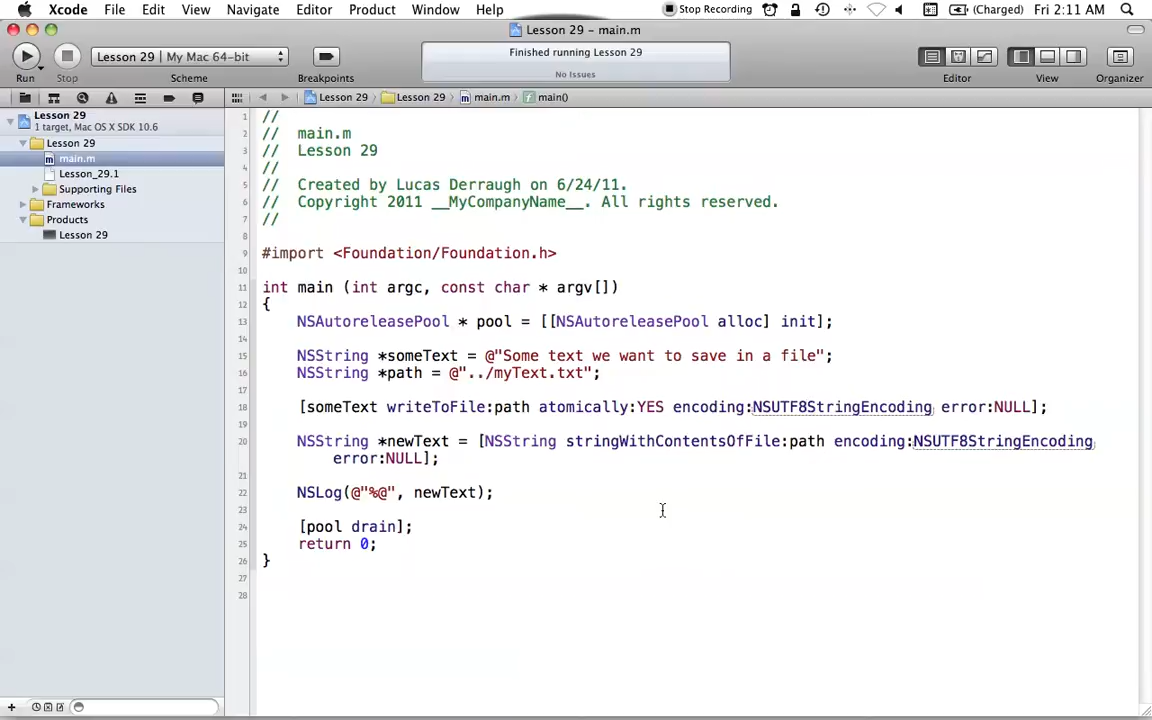 Xcode File Edit View Navigate Editor Product Window Help Stop Recording (Charged) Fri 2:11 AM
Lesson 29 – main.m
Lesson 29 | My Mac 64-bit
Finished running Lesson 29
No Issues
Run Stop Scheme Breakpoints Editor View Organizer
Lesson 29 Lesson 29 main.m main()
Lesson 29
1 target, Mac OS X SDK 10.6
Lesson 29
main.m
Lesson_29.1
Supporting Files
Frameworks
Products
Lesson 29
1 //
2 // main.m
3 // Lesson 29
4 //
5 // Created by Lucas Derraugh on 6/24/11.
6 // Copyright 2011 __MyCompanyName__. All rights reserved.
7 //
8
9 #import <Foundation/Foundation.h>
10
11 int main (int argc, const char * argv[])
12 {
13 NSAutoreleasePool * pool = [[NSAutoreleasePool alloc] init];
14
15 NSString *someText = @"Some text we want to save in a file";
16 NSString *path = @"../myText.txt";
17
18 [someText writeToFile:path atomically:YES encoding:NSUTF8StringEncoding error:NULL];
19
20 NSString *newText = [NSString stringWithContentsOfFile:path encoding:NSUTF8StringEncoding
error:NULL];
21
22 NSLog(@"%@", newText);
23
24 [pool drain];
25 return 0;
26 }
27
28